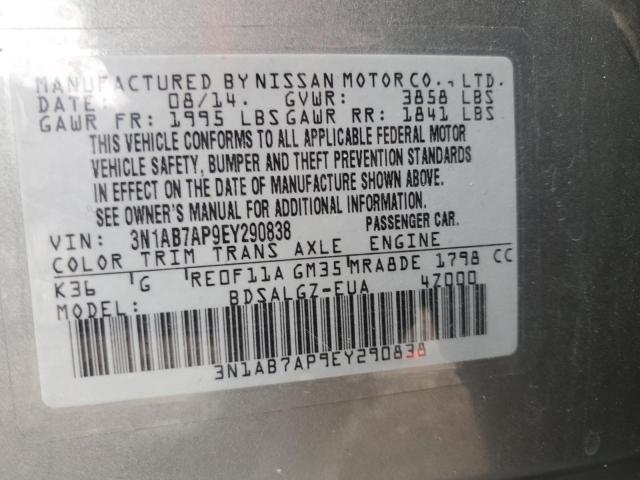 MANUFACTURED BY NISSAN MOTOR CO., LTD.
DATE: 08/14. GVWR: 3858 LBS
GAWR FR: 1995 LBS GAWR RR: 1841 LBS
THIS VEHICLE CONFORMS TO ALL APPLICABLE FEDERAL MOTOR
VEHICLE SAFETY, BUMPER AND THEFT PREVENTION STANDARDS
IN EFFECT ON THE DATE OF MANUFACTURE SHOWN ABOVE.
SEE OWNER'S MANUAL FOR ADDITIONAL INFORMATION.
VIN: 3N1AB7AP9EY290838 PASSENGER CAR.
COLOR TRIM TRANS AXLE ENGINE
K36 G RE0F11A GM35 MRA8DE 1798 CC
MODEL: BDSALGZ-EUA 4Z000
3N1AB7AP9EY290838